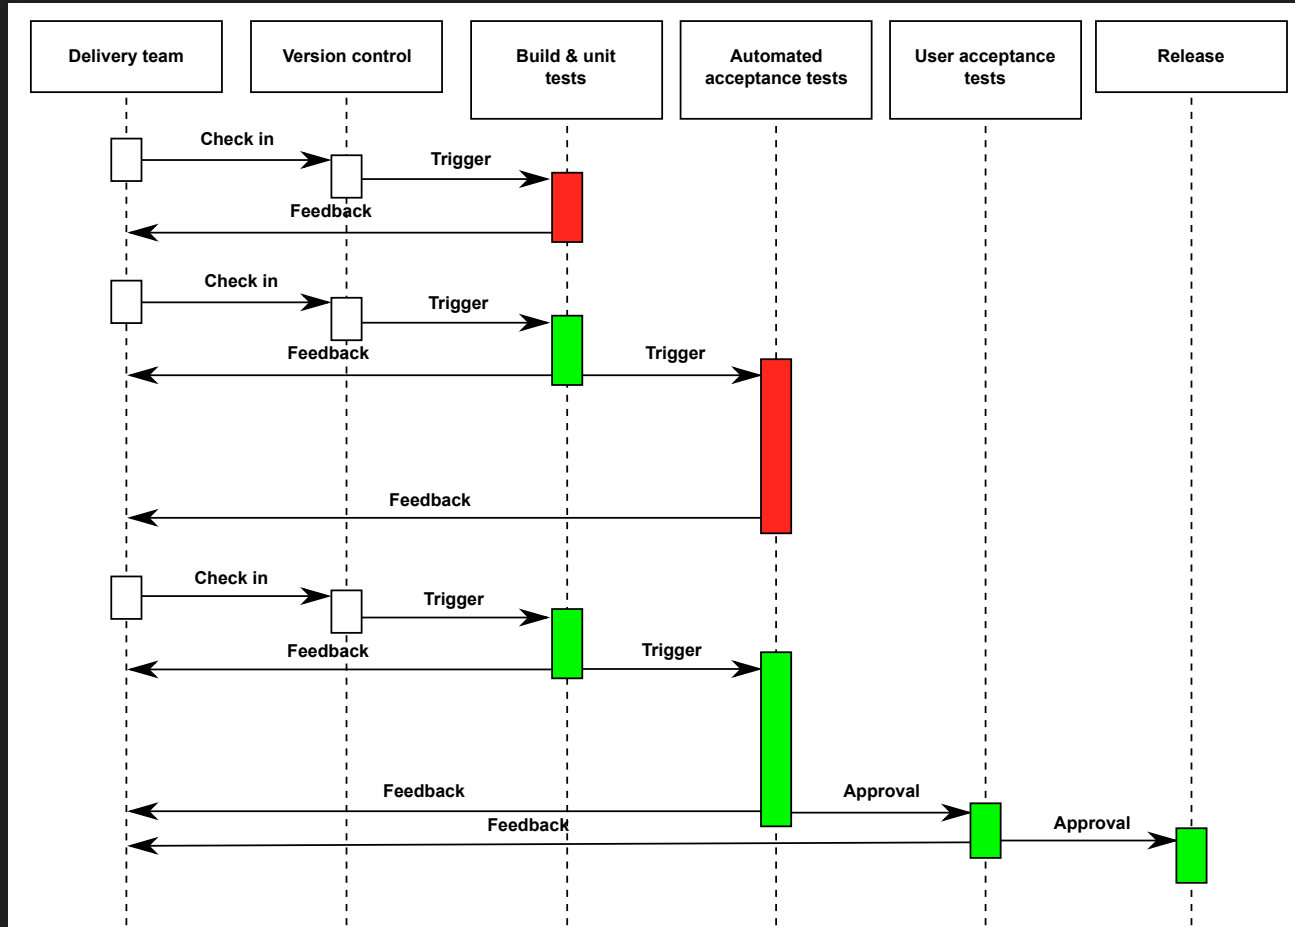 Delivery team
Version control
Build & unit
tests
Automated
acceptance tests
User acceptance
tests
Release
Check in
Trigger
Feedback
Check in
Trigger
Feedback
Trigger
Feedback
Check in
Trigger
Feedback
Trigger
Feedback
Approval
Feedback
Approval